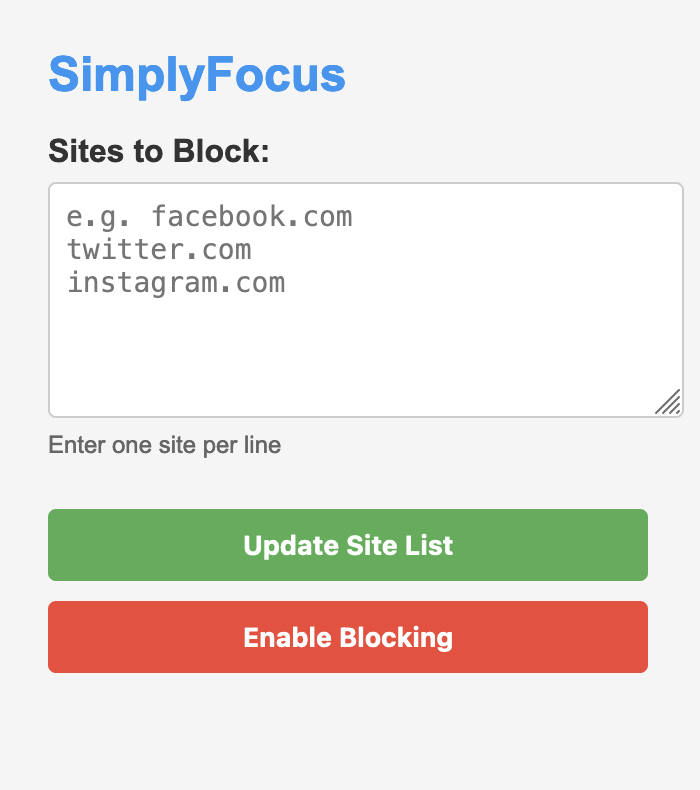 SimplyFocus
Sites to Block:
e.g. facebook.com
twitter.com
instagram.com
Enter one site per line
Update Site List
Enable Blocking